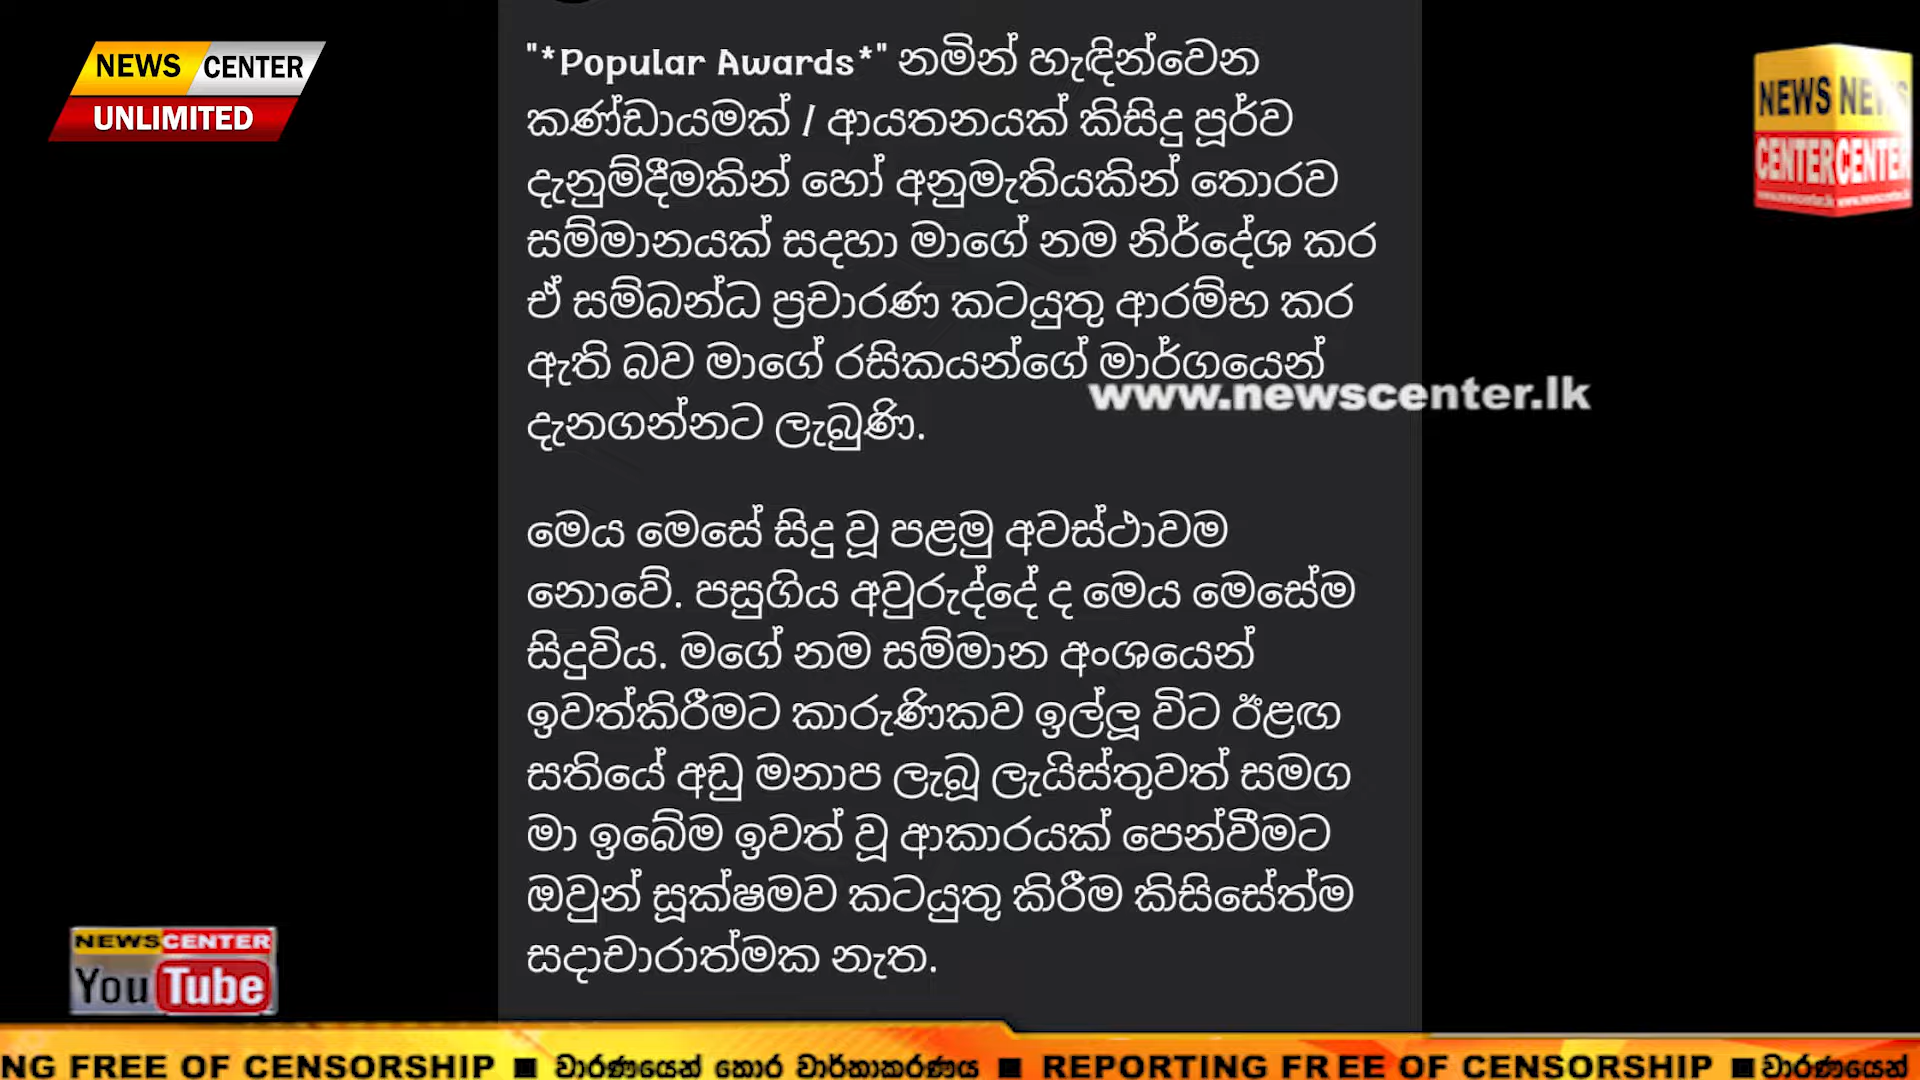 NEWS CENTER
UNLIMITED
NEWS NEWS
CENTER CENTER
"*Popular Awards*" නමින් හැඳින්වෙන
කණ්ඩායමක් / ආයතනයක් කිසිදු පූර්ව
දැනුම්දීමකින් හෝ අනුමැතියකින් තොරව
සම්මානයක් සදහා මාගේ නම නිර්දේශ කර
ඒ සම්බන්ධ ප්‍රචාරණ කටයුතු ආරම්භ කර
ඇති බව මාගේ රසිකයන්ගේ මාර්ගයෙන්
www.newscenter.lk
දැනගන්නට ලැබුණි.
මෙය මෙසේ සිදු වූ පළමු අවස්ථාවම
නොවේ. පසුගිය අවුරුද්දේ ද මෙය මෙසේම
සිදුවිය. මගේ නම සම්මාන අංශයෙන්
ඉවත්කිරීමට කාරුණිකව ඉල්ලූ විට ඊළඟ
සතියේ අඩු මනාප ලැබූ ලැයිස්තුවත් සමග
මා ඉබේම ඉවත් වූ ආකාරයක් පෙන්වීමට
ඔවුන් සූක්ෂමව කටයුතු කිරීම කිසිසේත්ම
සදාචාරාත්මක නැත.
NEWSCENTER
YouTube
NG FREE OF CENSORSHIP ■ වාරණයෙන් තොර වාර්තාකරණය ■ REPORTING FREE OF CENSORSHIP ■ වාරණයෙන්